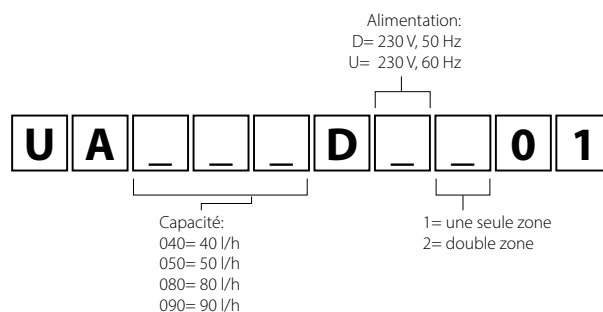 Alimentation:
D= 230 V, 50 Hz
U= 230 V, 60 Hz
U A _ _ _ D _ _ 0 1
Capacité:
040= 40 l/h
050= 50 l/h
080= 80 l/h
090= 90 l/h
1= une seule zone
2= double zone